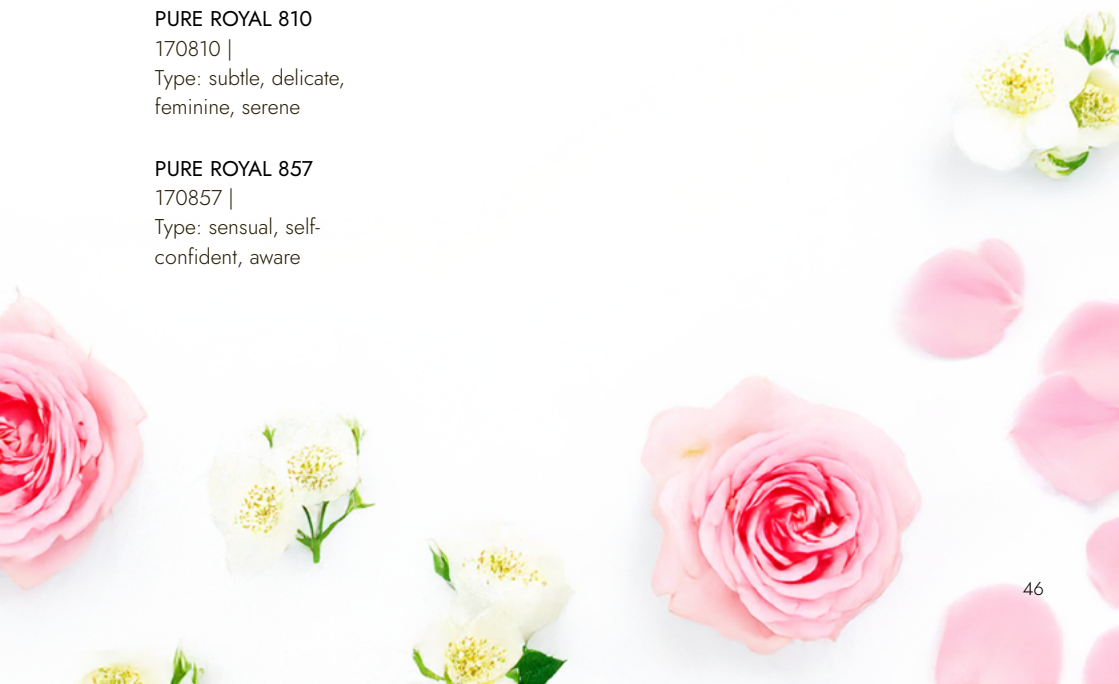 PURE ROYAL 810
170810 |
Type: subtle, delicate,
feminine, serene
PURE ROYAL 857
170857 |
Type: sensual, self-
confident, aware
46